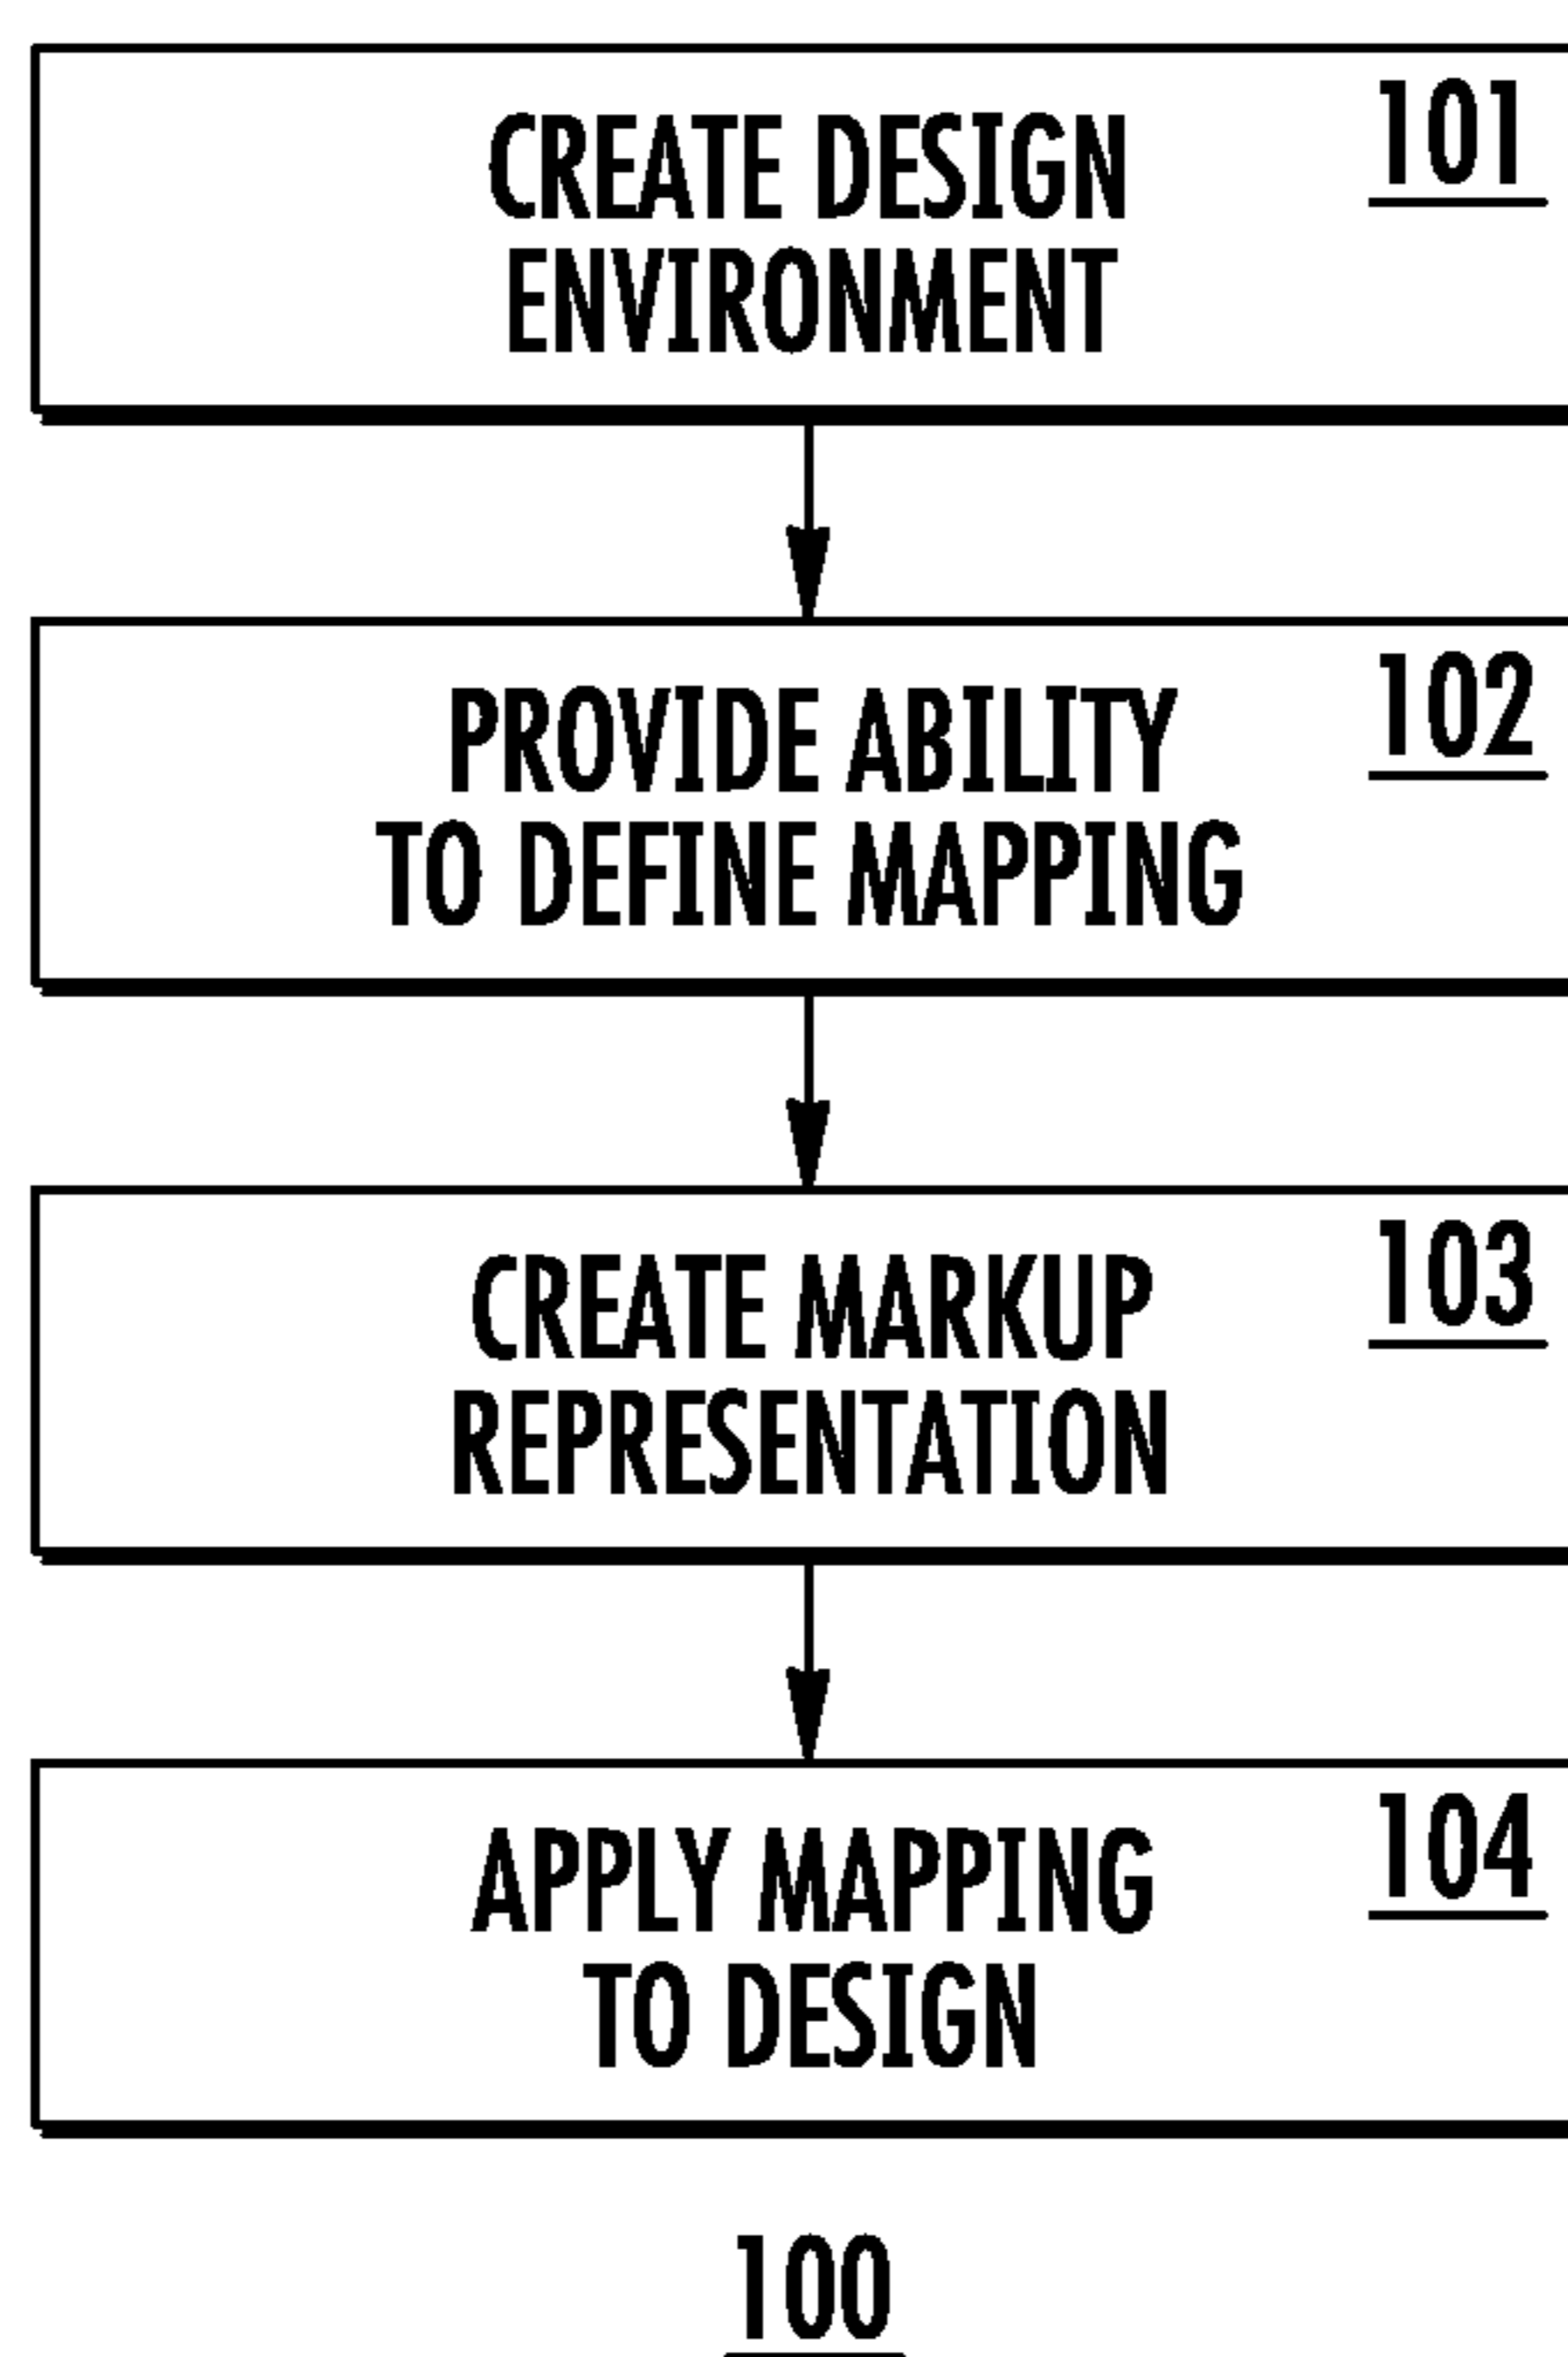 101
CREATE DESIGN
ENVIRONMENT
102
PROVIDE ABILITY
TO DEFINE MAPPING
103
CREATE MARKUP
REPRESENTATION
104
APPLY MAPPING
TO DESIGN
100